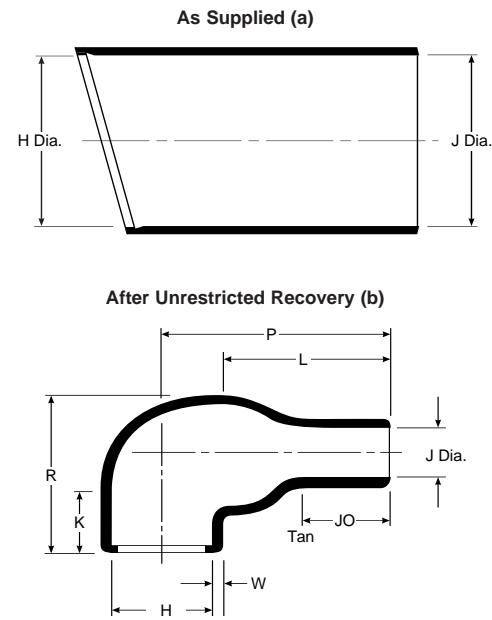 As Supplied (a)
H Dia.
J Dia.
After Unrestricted Recovery (b)
P
L
R
J Dia.
K
JO
Tan
W
H